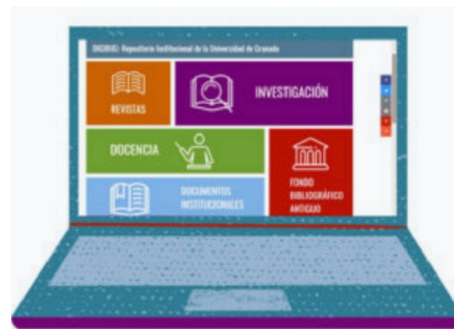 DIGIBUG: Repositorio Institucional de la Universidad de Granada
REVISTAS
INVESTIGACIÓN
DOCENCIA
DOCUMENTOS
INSTITUCIONALES
FONDO
BIBLIOGRÁFICO
ANTIGUO